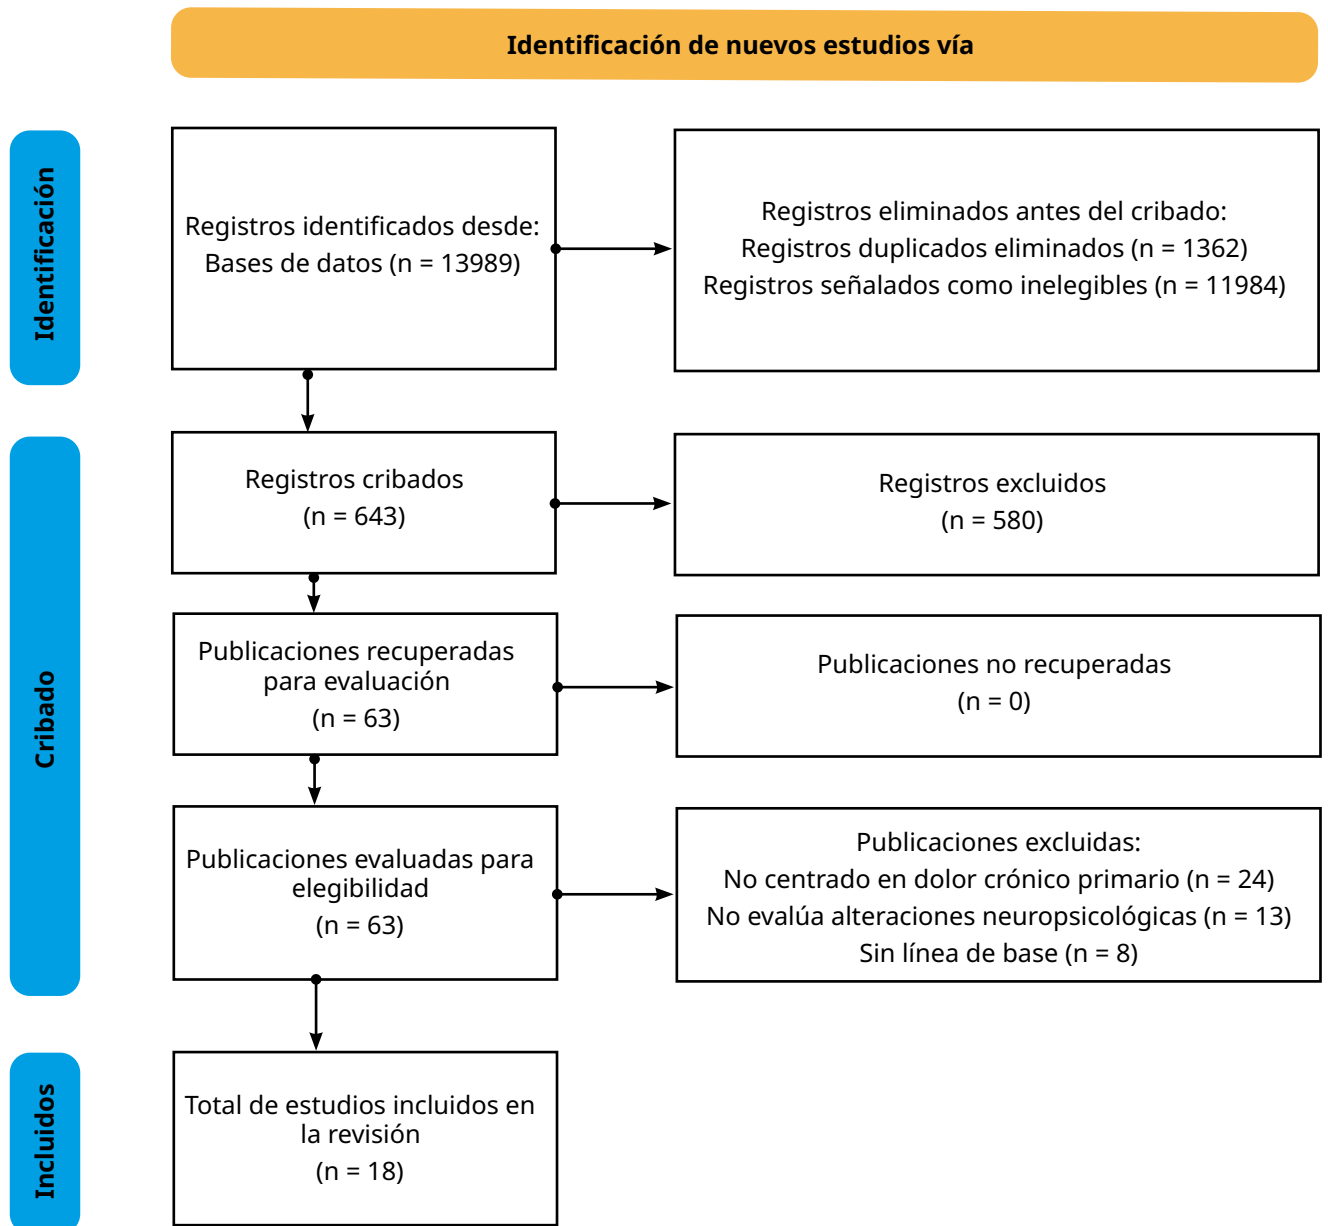 Identificación de nuevos estudios vía
Identificación
Registros identificados desde:
Bases de datos (n = 13989)
Registros eliminados antes del cribado:
Registros duplicados eliminados (n = 1362)
Registros señalados como inelegibles (n = 11984)
Cribado
Registros cribados
(n = 643)
Registros excluidos
(n = 580)
Publicaciones recuperadas
para evaluación
(n = 63)
Publicaciones no recuperadas
(n = 0)
Publicaciones evaluadas para
elegibilidad
(n = 63)
Publicaciones excluidas:
No centrado en dolor crónico primario (n = 24)
No evalúa alteraciones neuropsicológicas (n = 13)
Sin línea de base (n = 8)
Incluidos
Total de estudios incluidos en
la revisión
(n = 18)